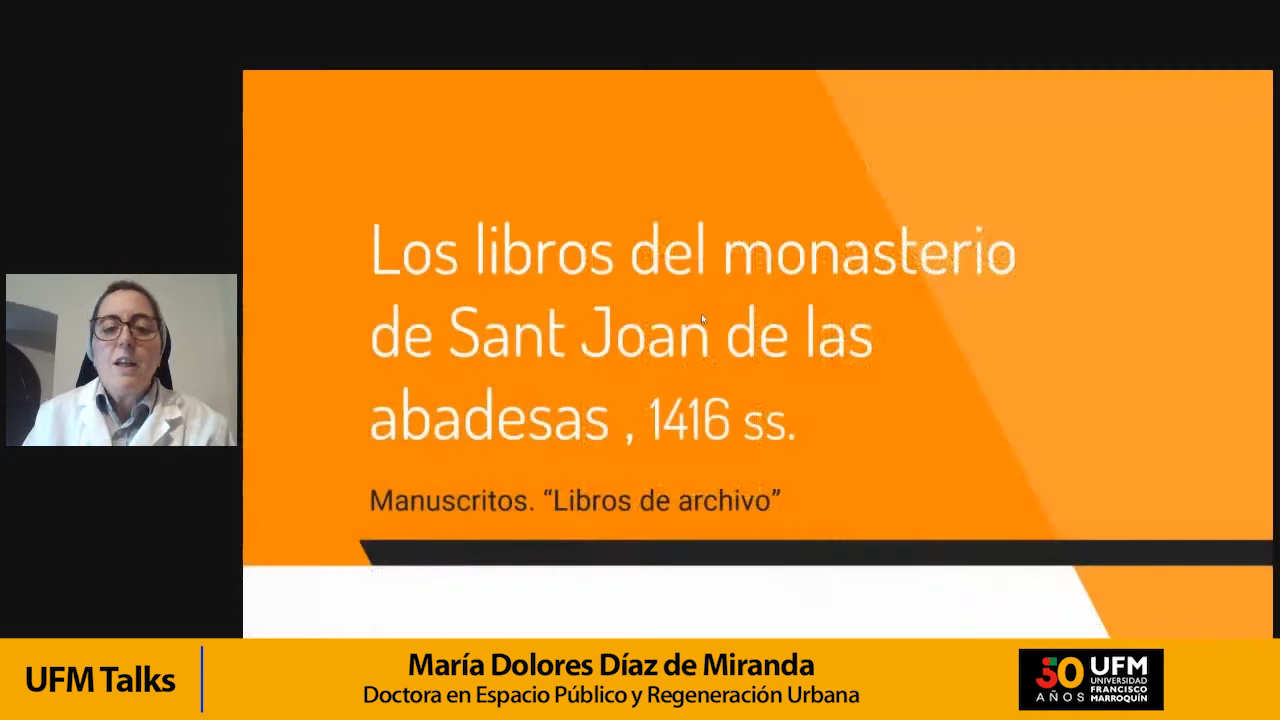 Los libros del monasterio
de Sant Joan de las
abadesas , 1416 ss.
Manuscritos. “Libros de archivo”
UFM Talks
María Dolores Díaz de Miranda
Doctora en Espacio Público y Regeneración Urbana
50
AÑOS
UFM
UNIVERSIDAD
FRANCISCO
MARROQUÍN